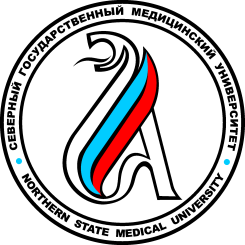 СЕВЕРНЫЙ ГОСУДАРСТВЕННЫЙ МЕДИЦИНСКИЙ УНИВЕРСИТЕТ
NORTHERN STATE MEDICAL UNIVERSITY